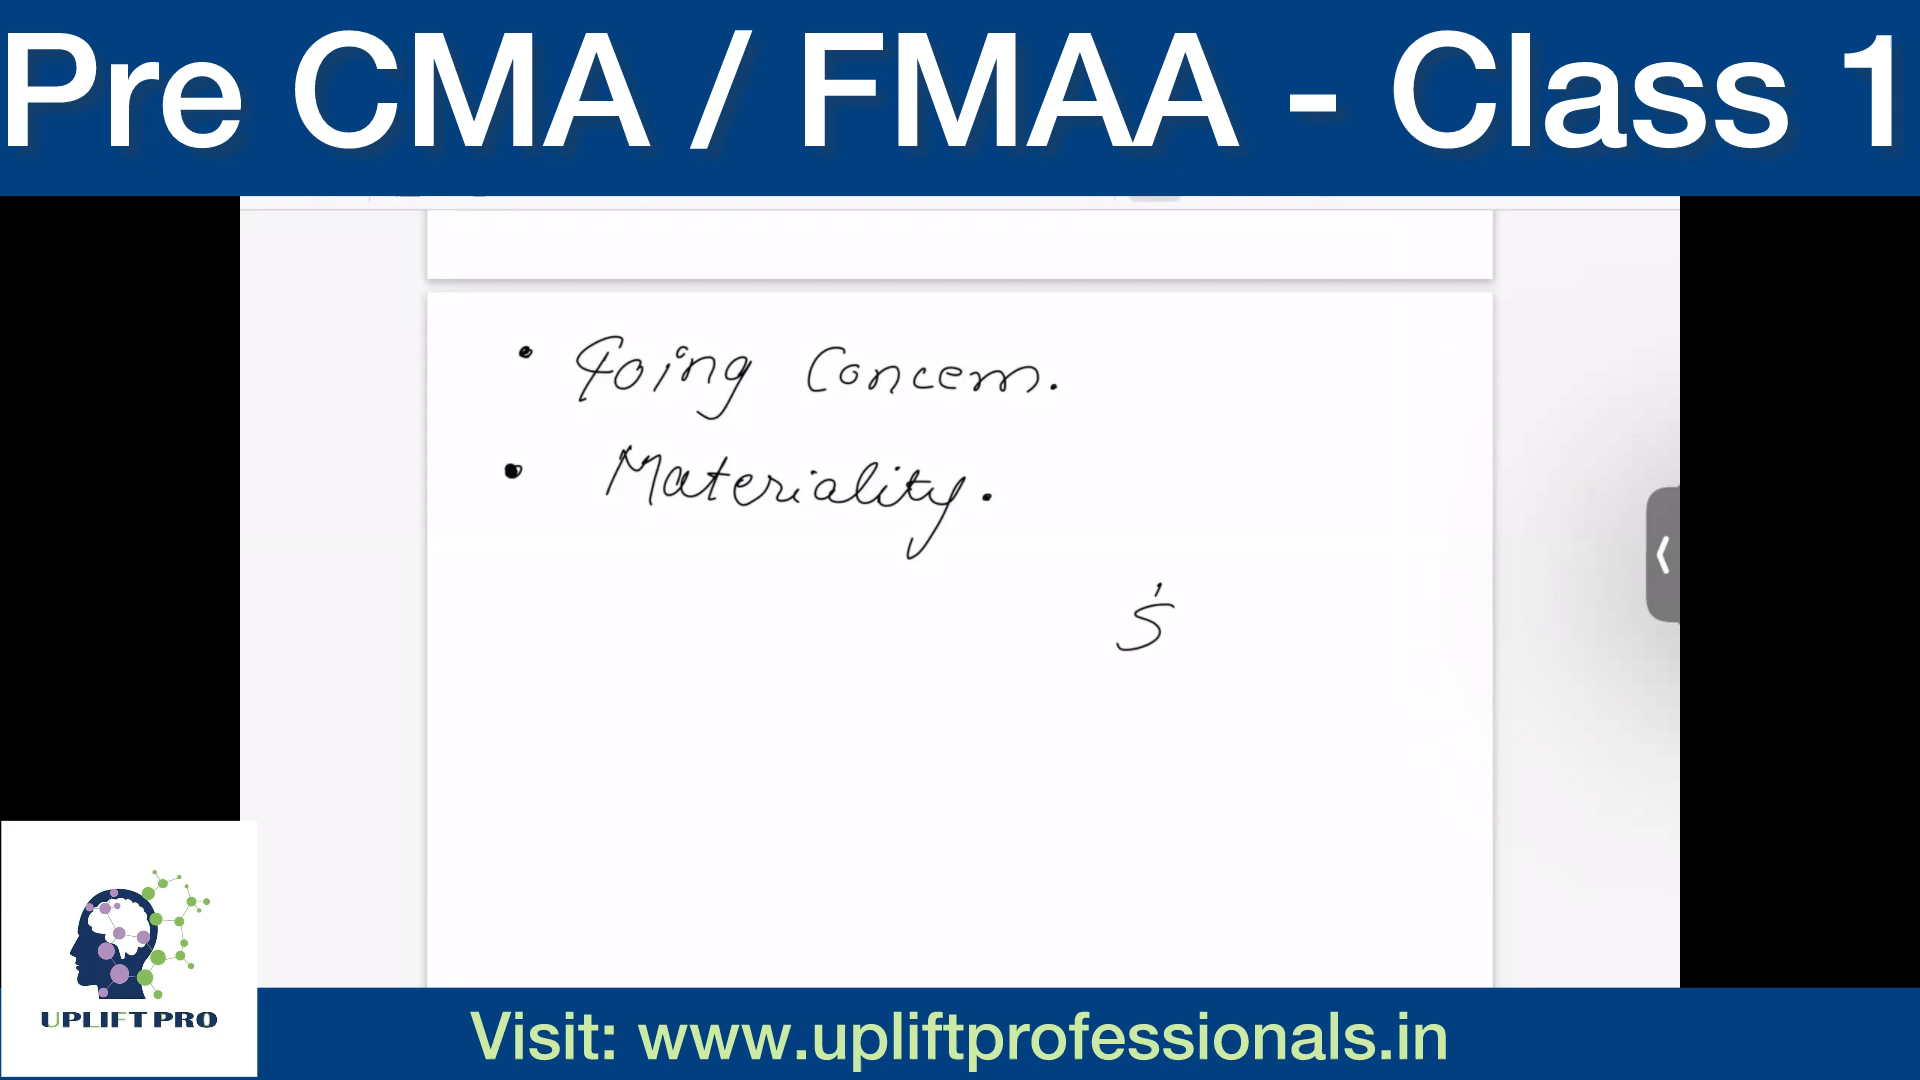 Pre CMA / FMAA - Class 1
• Going Concern.
• Materiality.
UPLIFT PRO
Visit: www.upliftprofessionals.in